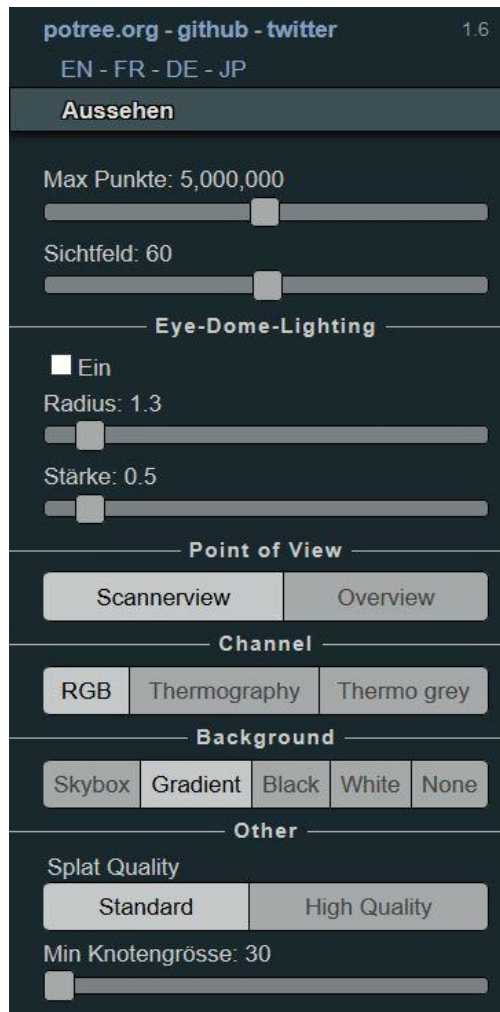 potree.org - github - twitter 1.6
EN - FR - DE - JP
Aussehen
Max Punkte: 5,000,000
Sichtfeld: 60
Eye-Dome-Lighting
Ein
Radius: 1.3
Stärke: 0.5
Point of View
Scannerview Overview
Channel
RGB Thermography Thermo grey
Background
Skybox Gradient Black White None
Other
Splat Quality
Standard High Quality
Min Knotengrösse: 30